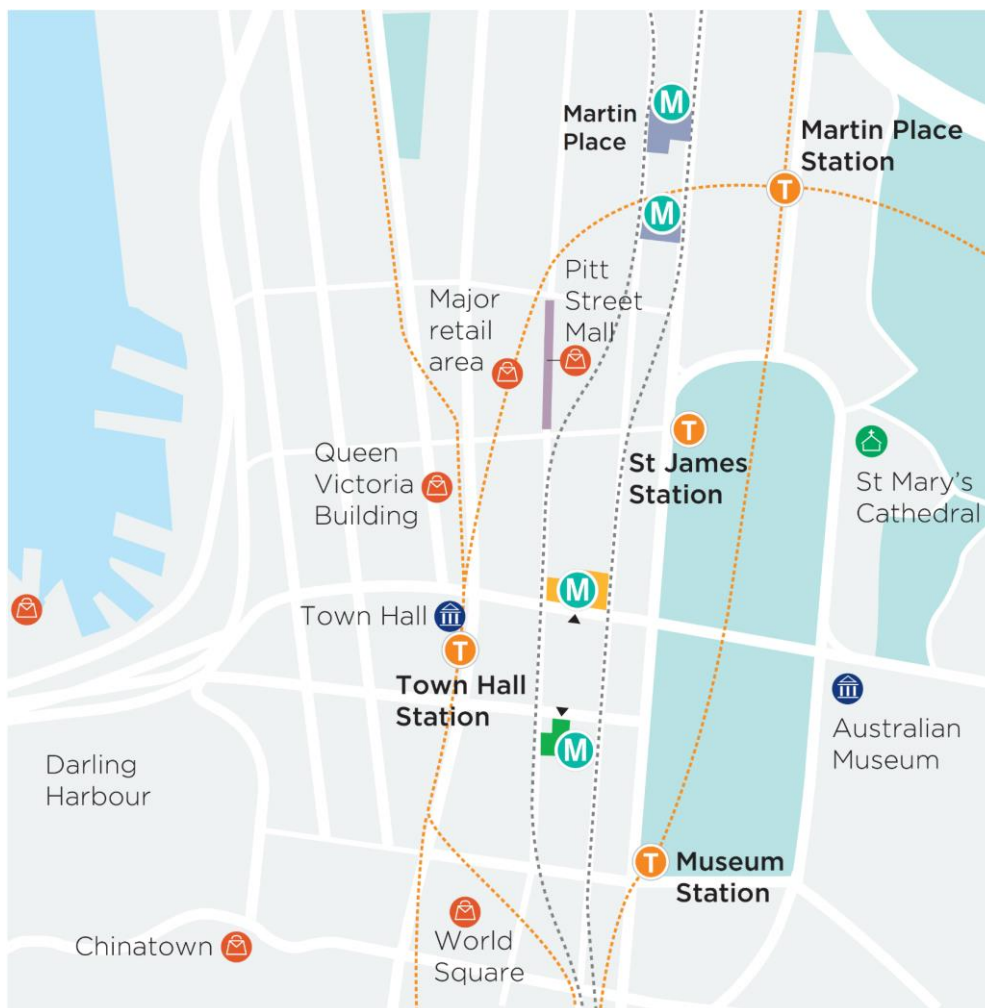 M
Martin
Place
Martin Place
Station
T
M
Pitt
Street
Mall
Major
retail
area
T
St James
Station
Queen
Victoria
Building
St Mary's
Cathedral
M
Town Hall
T
Town Hall
Station
M
Australian
Museum
Darling
Harbour
T
Museum
Station
World
Square
Chinatown